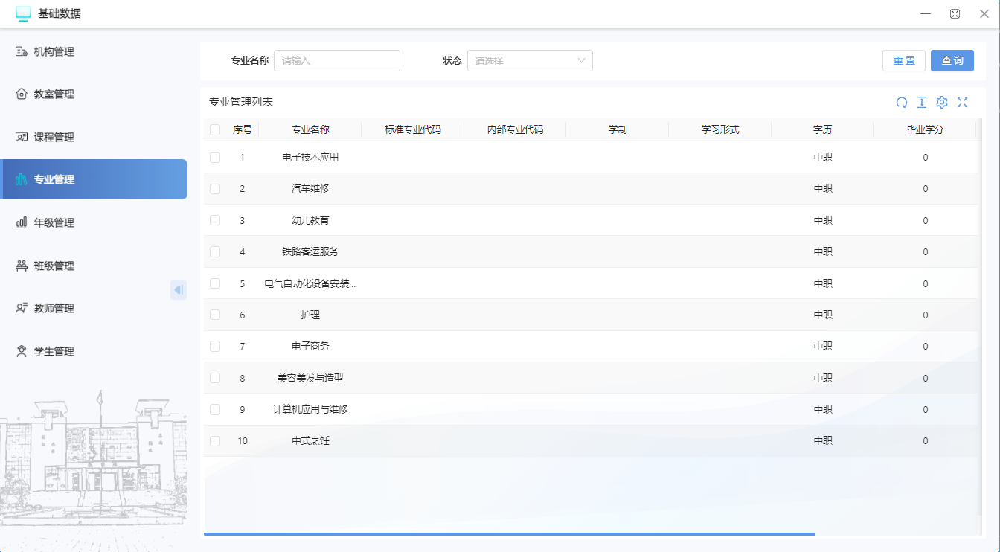 基础数据
机构管理
教室管理
课程管理
专业管理
年级管理
班级管理
教师管理
学生管理
专业名称 请输入 状态 请选择 重置 查询
专业管理列表
序号 专业名称 标准专业代码 内部专业代码 学制 学习形式 学历 毕业学分
1 电子技术应用 中职 0
2 汽车维修 中职 0
3 幼儿教育 中职 0
4 铁路客运服务 中职 0
5 电气自动化设备安装... 中职 0
6 护理 中职 0
7 电子商务 中职 0
8 美容美发与造型 中职 0
9 计算机应用与维修 中职 0
10 中式烹饪 中职 0